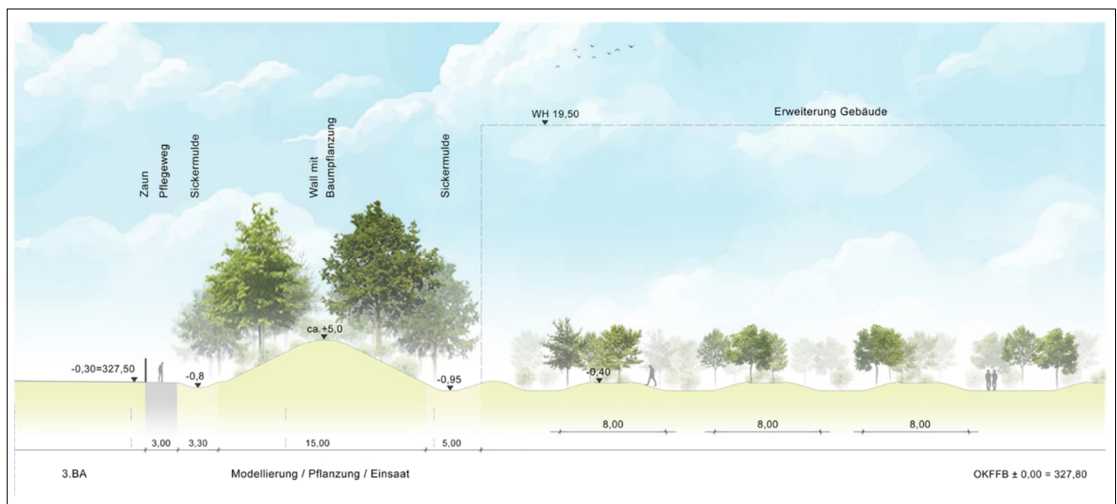 WH 19,50
Erweiterung Gebäude
Zaun
Pflegeweg
Sickermulde
Wall mit
Baumpflanzung
Sickermulde
ca.+5,0
-0,30=327,50
-0,8
-0,95
-0,40
3,00
3,30
15,00
5,00
8,00
8,00
8,00
3.BA
Modellierung / Pflanzung / Einsaat
OKFFB ± 0,00 = 327,80